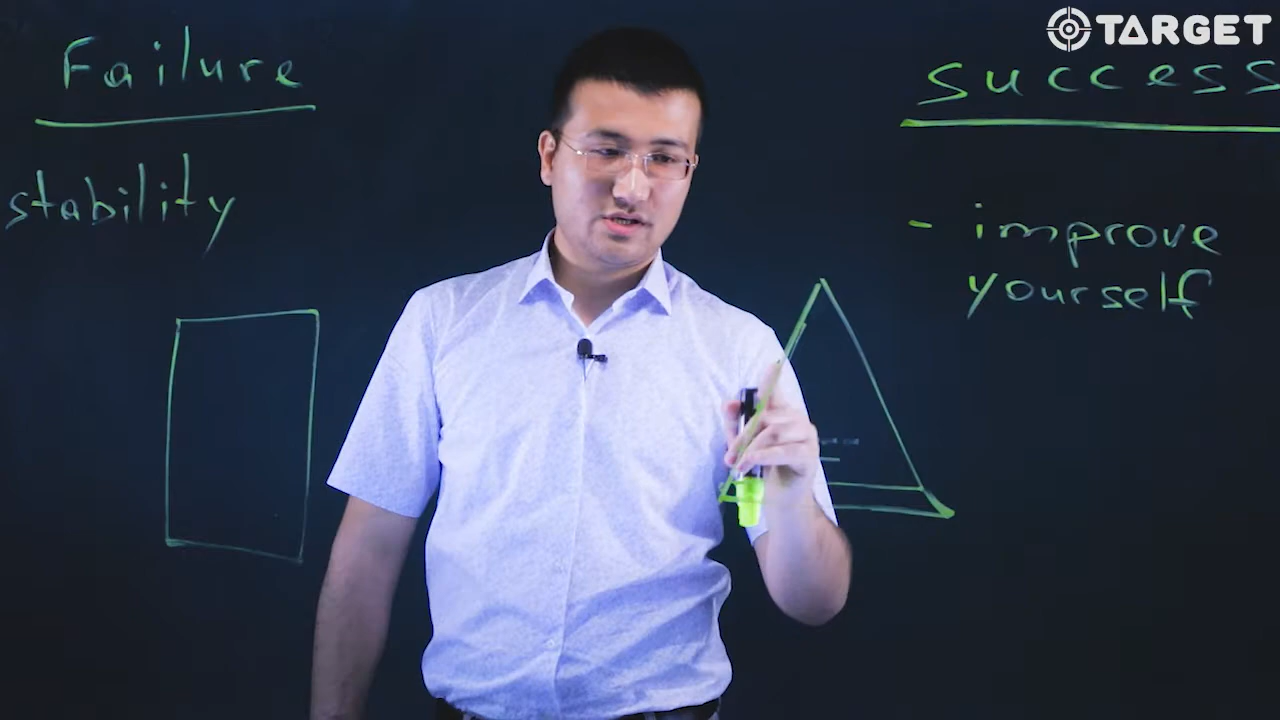 TARGET
Failure
success
stability
- improve
yourself